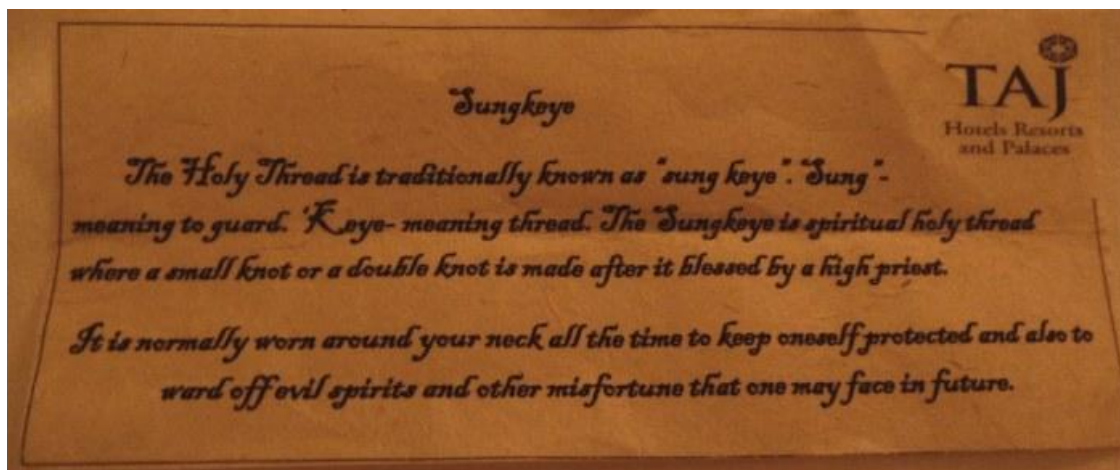 TAJ
Hotels Resorts
and Palaces
Sungkeye
The Holy Thread is traditionally known as "sung keye". "Sung"-
meaning to guard. 'Keye- meaning thread. The Sungkeye is spiritual holy thread
where a small knot or a double knot is made after it blessed by a high priest.
It is normally worn around your neck all the time to keep oneself protected and also to
ward off evil spirits and other misfortune that one may face in future.